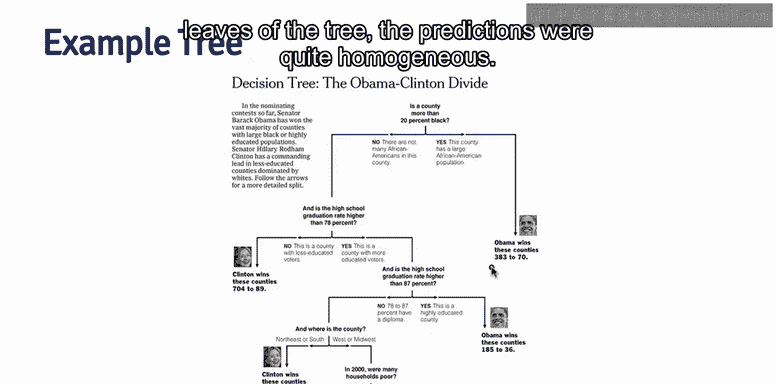 leaves of the tree, the predictions were
quite homogeneous.
Example Tree
Decision Tree: The Obama-Clinton Divide
In the nominating
contests so far, Senator
Barack Obama has won the
vast majority of counties
with large black or highly
educated populations.
Senator Hillary Rodham
Clinton has a commanding
lead in less-educated
counties dominated by
whites. Follow the arrows
for a more detailed split.
Is a county
more than
20 percent black?
NO There are not
many African-
Americans in this
county.
YES This county
has a large
African-American
population.
And is the high school
graduation rate higher
than 78 percent?
NO This is a county
with less-educated
voters.
YES This is a
county with more
educated voters.
Obama wins
these counties
383 to 70.
Clinton wins
these counties
704 to 89.
And is the high school
graduation rate higher
than 87 percent?
NO 78 to 87
percent have
a diploma.
YES This is a
highly educated
county.
Obama wins
these counties
185 to 36.
And where is the county?
Northeast or South
West or Midwest
Clinton wins
these counties
In 2000, were many
households poor?